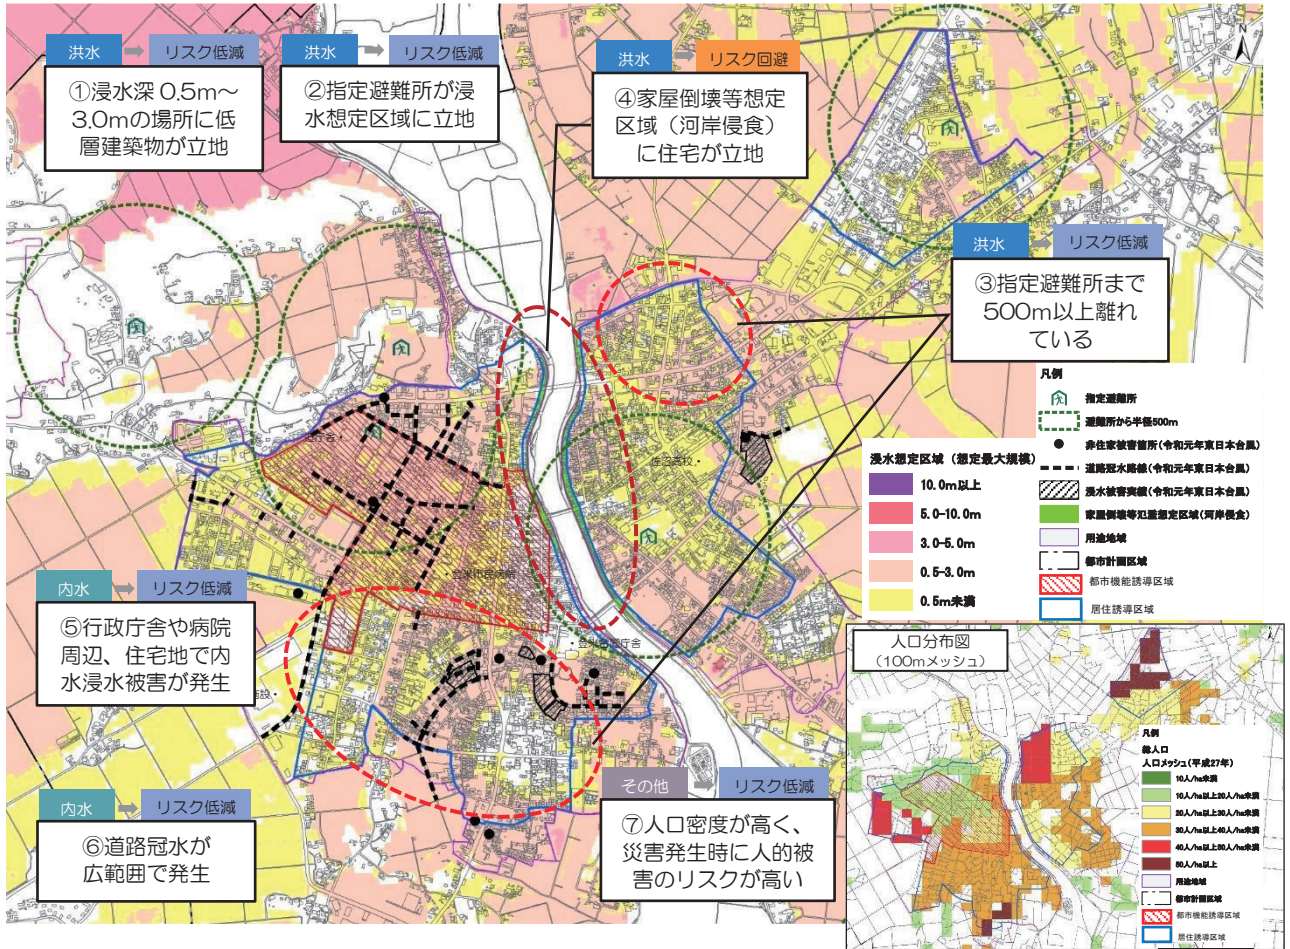 洪水 リスク低減
①浸水深 0.5m～
3.0mの場所に低
層建築物が立地
洪水 リスク低減
②指定避難所が浸
水想定区域に立地
洪水 リスク回避
④家屋倒壊等想定
区域（河岸侵食）
に住宅が立地
N
洪水 リスク低減
③指定避難所まで
500m以上離れ
ている
凡例
指定避難所
避難所から半径500m
非住家被害箇所(令和元年東日本台風)
道路冠水路線(令和元年東日本台風)
浸水被害実績(令和元年東日本台風)
家屋倒壊等氾濫想定区域(河岸侵食)
用途地域
都市計画区域
都市機能誘導区域
居住誘導区域
浸水想定区域（想定最大規模）
10.0m以上
5.0-10.0m
3.0-5.0m
0.5-3.0m
0.5m未満
登米市民病院
内水 リスク低減
⑤行政庁舎や病院
周辺、住宅地で内
水浸水被害が発生
内水 リスク低減
⑥道路冠水が
広範囲で発生
その他 リスク低減
⑦人口密度が高く、
災害発生時に人的被
害のリスクが高い
人口分布図
（100mメッシュ）
凡例
総人口
人口メッシュ(平成27年)
10人/ha未満
10人/ha以上20人/ha未満
20人/ha以上30人/ha未満
30人/ha以上40人/ha未満
40人/ha以上50人/ha未満
50人/ha以上
用途地域
都市計画区域
都市機能誘導区域
居住誘導区域